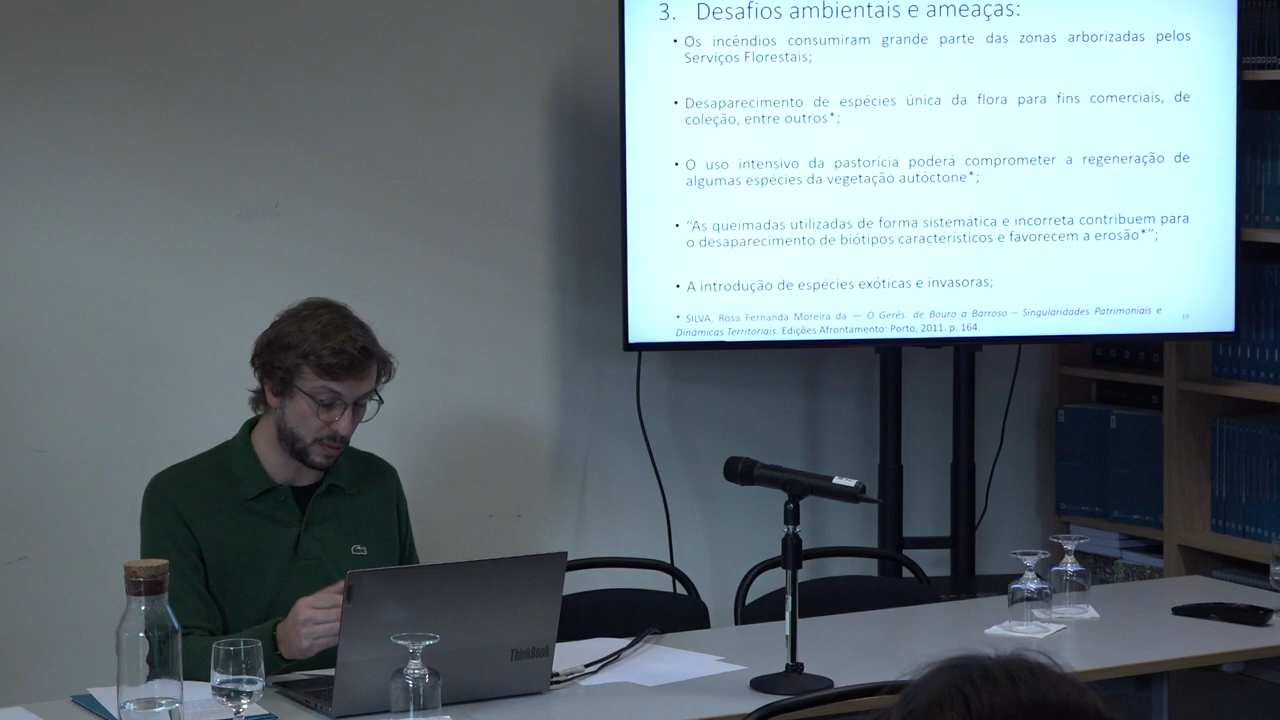 3. Desafios ambientais e ameaças:
• Os incêndios consumiram grande parte das zonas arborizadas pelos
Serviços Florestais;
• Desaparecimento de espécies única da flora para fins comerciais, de
coleção, entre outros*;
• O uso intensivo da pastorícia poderá comprometer a regeneração de
algumas espécies da vegetação autóctone*;
• “As queimadas utilizadas de forma sistemática e incorreta contribuem para
o desaparecimento de biótipos característicos e favorecem a erosão*”;
• A introdução de espécies exóticas e invasoras;
* SILVA, Rosa Fernanda Moreira da — O Gerês: de Bouro a Barroso – Singularidades Patrimoniais e
Dinâmicas Territoriais. Edições Afrontamento: Porto, 2011. p. 164.
ThinkBook